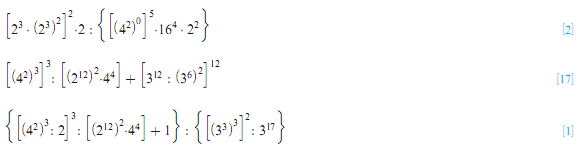 [2³ · (2³)²]² · 2 : {[(4²)⁰]⁵ · 16⁴ · 2²} [2]
[(4²)³]³ : [(2¹²)² · 4⁴] + [3¹² : (3⁶)²]¹² [17]
{[(4²)³ : 2]³ : [(2¹²)² · 4⁴] + 1} : {[(3³)³]² : 3¹⁷} [1]